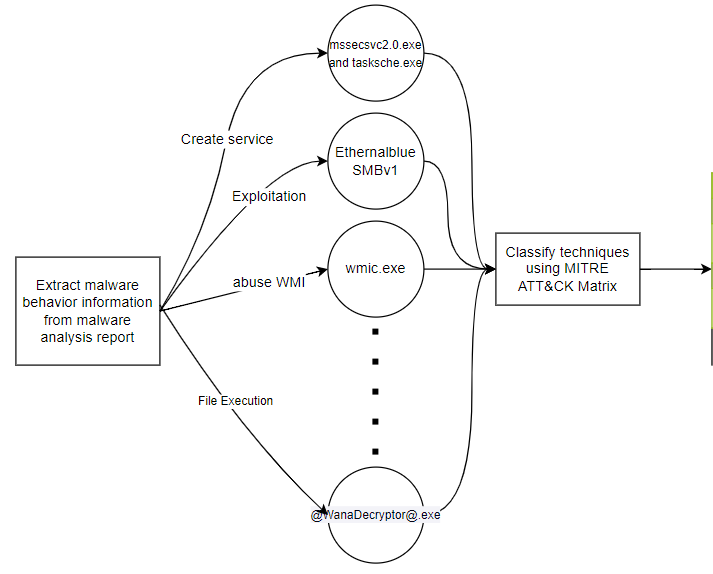 mssecsvc2.0.exe
and tasksche.exe
Create service
Ethernalblue
SMBv1
Exploitation
wmic.exe
abuse WMI
Extract malware
behavior information
from malware
analysis report
Classify techniques
using MITRE
ATT&CK Matrix
File Execution
@WanaDecryptor@.exe